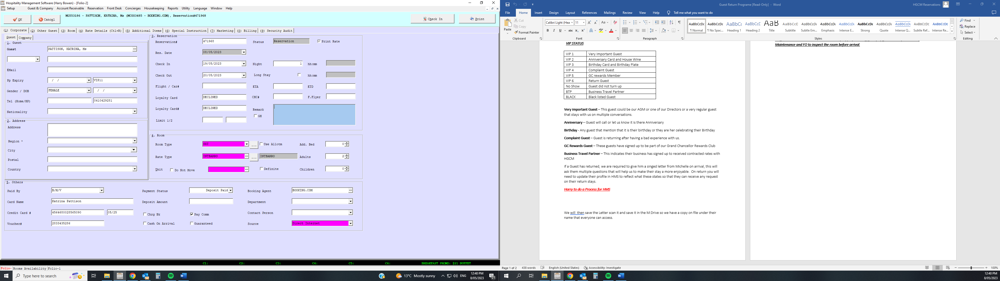 Hospitality Management Software (Harry Bowen) - [Folio-2]
Setup Guest & Company Account Receivable Reservation Front Desk Concierges Housekeeping Reports Utility Language Window Help
OK Cancel MG553186 - PATTISON, KATRINA, Ms (MC003485 - BOOKING.COM), Reservation#471968 Check In Print
(1) Corporate (2) Other Guest (3) Room (4) Rate Details (Ctl+R) (5) Additional Items (6) Special Instruction (7) Marketing (8) Billing (9) Security Audit
Guest Company
1. Guest
Guest PATTISON, KATRINA, Ms
EMail
Pp Expiry / / VIP11
Gender / DOB FEMALE / /
Tel (Home/HP) 0410429281
Nationality
2. Address
Address
Region *
City
Postal
Country
3. Reservation
Reservation# 471968 Status Reservation Print Rate
Res. Date 08/05/2023
Check In 19/05/2023 Night 1 hh:mm
Check Out 20/05/2023 Long Stay hh:mm
Flight / Car# ETA ETD
Loyalty Card DECLINED CHC# F.Flyer
Loyalty Card# DECLINED Remark
GH
Limit 1/2
4. Room
Room Type Use Allotm Add. Bed 0
Rate Type INTBARRO INTBARRO Adults 2
Unit Do Not Move Definite Children 0
5. Others
Paid By B/M/V Payment Status Deposit Paid Booking Agent BOOKING.COM
Card Name Katrina Pattison Deposit Amount Department
Credit Card # 4564680028565090 05/25 Chrg Bk Pay Comm Contact Person
Voucher# 2833435286 Cash On Arrival Guaranteed Source Direct Internet
C1: C2: C3: C4: C5: C6: BREAKFAST PROMO: $21 BUFFET
Folio- Rooms Availability Folio-1
Type here to search 13°C Mostly sunny ENG 12:40 PM 8/05/2023 21
Guest Return Programe [Read-Only] - Word HGCM Reservations
File Home Insert Design Layout References Mailings Review View Help Tell me what you want to do
Paste Cut Copy Format Painter
Calibri Light (Hea 11
Normal No Spac... Heading 1 Heading 2 Title Subtitle Subtle Em... Emphasis Intense E... Strong Quote Intense Q... Subtle Ref... Intense Re...
Find Replace Select
Clipboard Font Paragraph Styles Editing
VIP STATUS
VIP 1 Very Important Guest
VIP 2 Anniversary Card and House Wine
VIP 3 Birthday Card and Birthday Plate
VIP 4 Complaint Guest
VIP 5 GC rewards Member
VIP 6 Return Guest
No Show Guest did not turn up
BTP Business Travel Partner
BLACK Black listed Guest
Very important Guest – This guest could be our AGM or one of our Directors or a very regular guest
that stays with us on multiple conversations.
Anniversary – Guest will call or let us know it is there Anniversary
Birthday - Any guest that mention that it is their birthday or they are her celebrating their Birthday
Complaint Guest – Guest is returning after having a bad experience with us.
GC Rewards Guest – These guests have signed up to be part of our Grand Chancellor Rewards Club
Business Travel Partner – This indicates their business has signed up to received contracted rates with
HGCM
If a Guest has returned, we are required to give him a singed letter from Michelle on arrival, this will
ask them multiple questions that will help us to make their stay a more enjoyable. On return you will
need to update their profile in HMS to reflect what these states so that they can receive any request
on their return stays.
Harry to do a Process for HMS
We will then save the Letter scan it and save it in the M:Drive so we have a copy on file under their
name that everyone can access.
Maintenance and FO to inspect the room before arrival.
Page 1 of 2 438 words English (United States) Accessibility: Investigate 100%
12:40 PM
8/05/2023